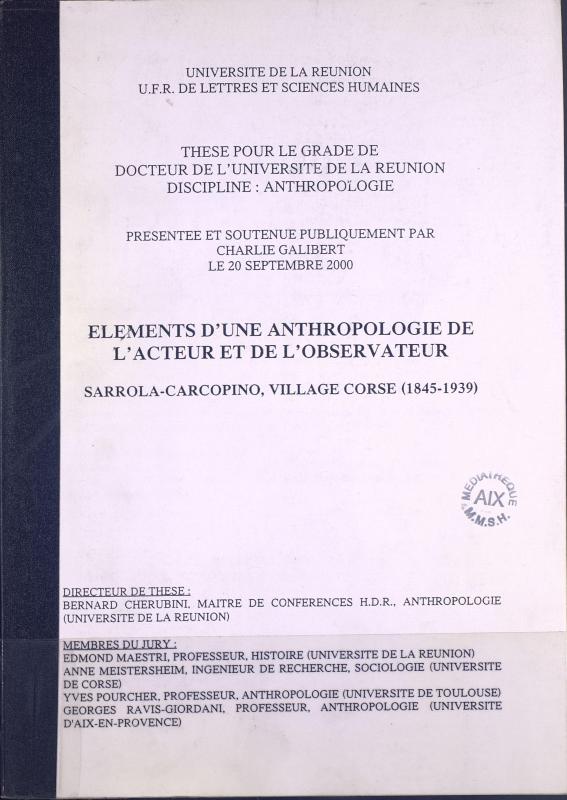 UNIVERSITE DE LA REUNION
U.F.R. DE LETTRES ET SCIENCES HUMAINES
THESE POUR LE GRADE DE
DOCTEUR DE L'UNIVERSITE DE LA REUNION
DISCIPLINE : ANTHROPOLOGIE
PRESENTEE ET SOUTENUE PUBLIQUEMENT PAR
CHARLIE GALIBERT
LE 20 SEPTEMBRE 2000
ELEMENTS D'UNE ANTHROPOLOGIE DE
L'ACTEUR ET DE L'OBSERVATEUR
SARROLA-CARCOPINO, VILLAGE CORSE (1845-1939)
MEDIATHEQUE
AIX
M.M.S.H.
DIRECTEUR DE THESE :
BERNARD CHERUBINI, MAITRE DE CONFERENCES H.D.R., ANTHROPOLOGIE
(UNIVERSITE DE LA REUNION)
MEMBRES DU JURY :
EDMOND MAESTRI, PROFESSEUR, HISTOIRE (UNIVERSITE DE LA REUNION)
ANNE MEISTERSHEIM, INGENIEUR DE RECHERCHE, SOCIOLOGIE (UNIVERSITE
DE CORSE)
YVES POURCHER, PROFESSEUR, ANTHROPOLOGIE (UNIVERSITE DE TOULOUSE)
GEORGES RAVIS-GIORDANI, PROFESSEUR, ANTHROPOLOGIE (UNIVERSITE
D'AIX-EN-PROVENCE)